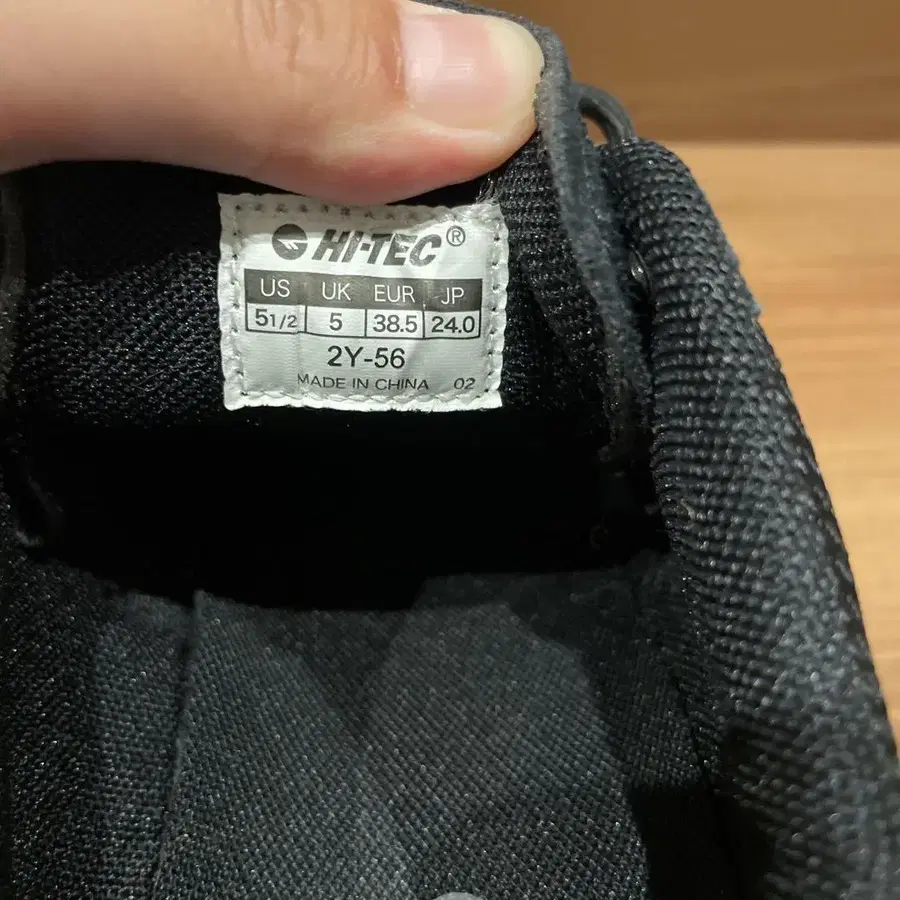 HI-TEC®
US UK EUR JP
5 1/2 5 38.5 24.0
2Y-56
MADE IN CHINA 02